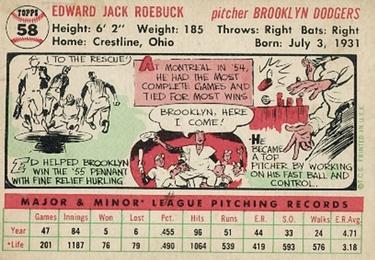 TOPPS
58
EDWARD JACK ROEBUCK
pitcher BROOKLYN DODGERS
Height: 6' 2" Weight: 185 Throws: Right Bats: Right
Home: Crestline, Ohio Born: July 3, 1931
I TO THE RESCUE!
ED HELPED BROOKLYN
WIN THE '55 PENNANT
WITH FINE RELIEF HURLING
AT MONTREAL IN '54,
HE HAD THE MOST
COMPLETE GAMES AND
TIED FOR MOST WINS
BROOKLYN, HERE
I COME!
HE
BECAME
A TOP
PITCHER BY WORKING
ON HIS FAST BALL AND
CONTROL.
© T.C.G. PRINTED IN U.S.A.
MAJOR & MINOR* LEAGUE PITCHING RECORDS
Games Innings Won Lost Pct. Hits Runs E.R. S.O. Walks E.R.Avg.
Year 47 84 5 6 .455 96 51 44 33 24 4.71
*Life 201 1187 76 79 .490 1064 539 419 593 576 3.18